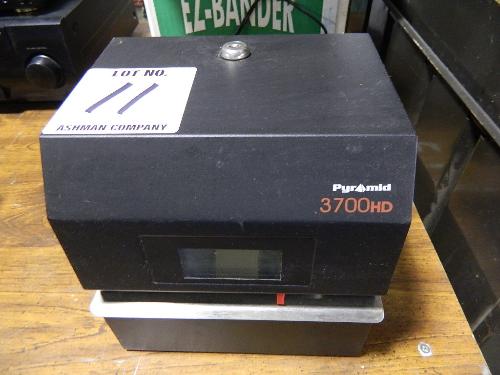 EZ-BANDER
LOT NO.
11
ASHMAN COMPANY
Pyramid
3700HD